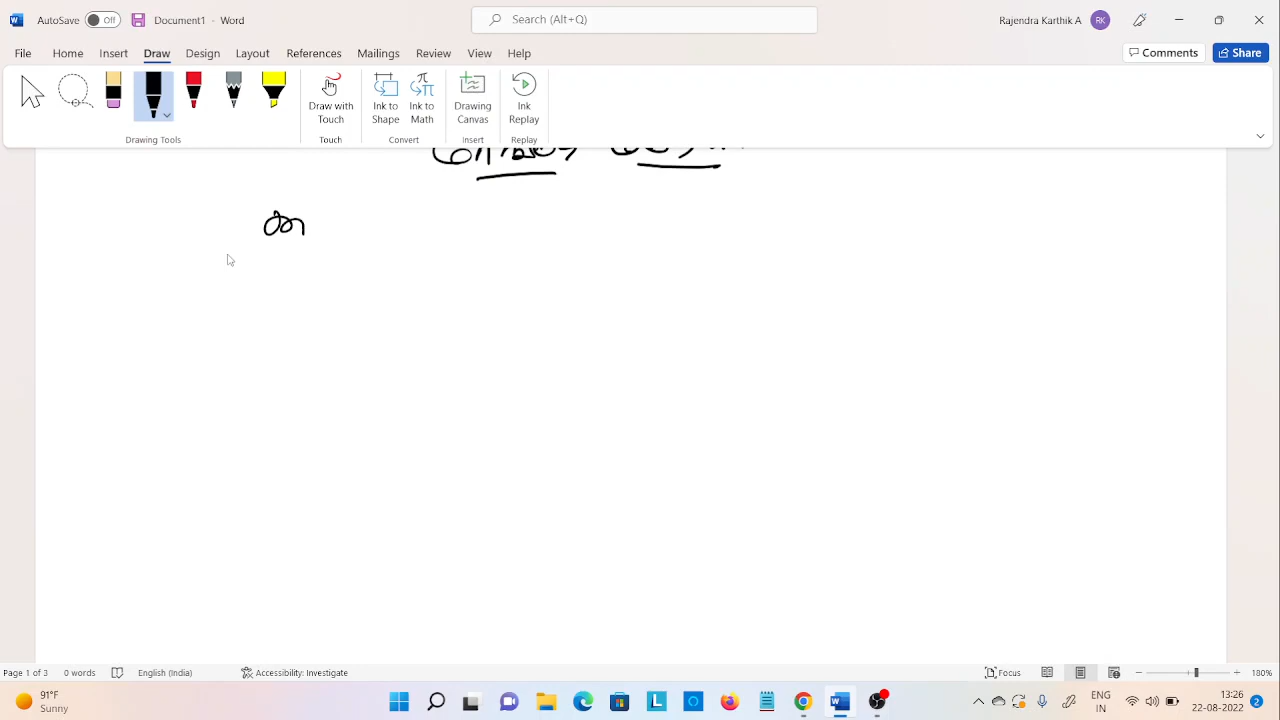 AutoSave Off Document1 - Word Search (Alt+Q) Rajendra Karthik A RK
File Home Insert Draw Design Layout References Mailings Review View Help Comments Share
Draw with Touch Ink to Shape Ink to Math Drawing Canvas Ink Replay
Drawing Tools Touch Convert Insert Replay
Page 1 of 3 0 words English (India) Accessibility: Investigate Focus 180%
91°F Sunny ENG IN 13:26 22-08-2022 2